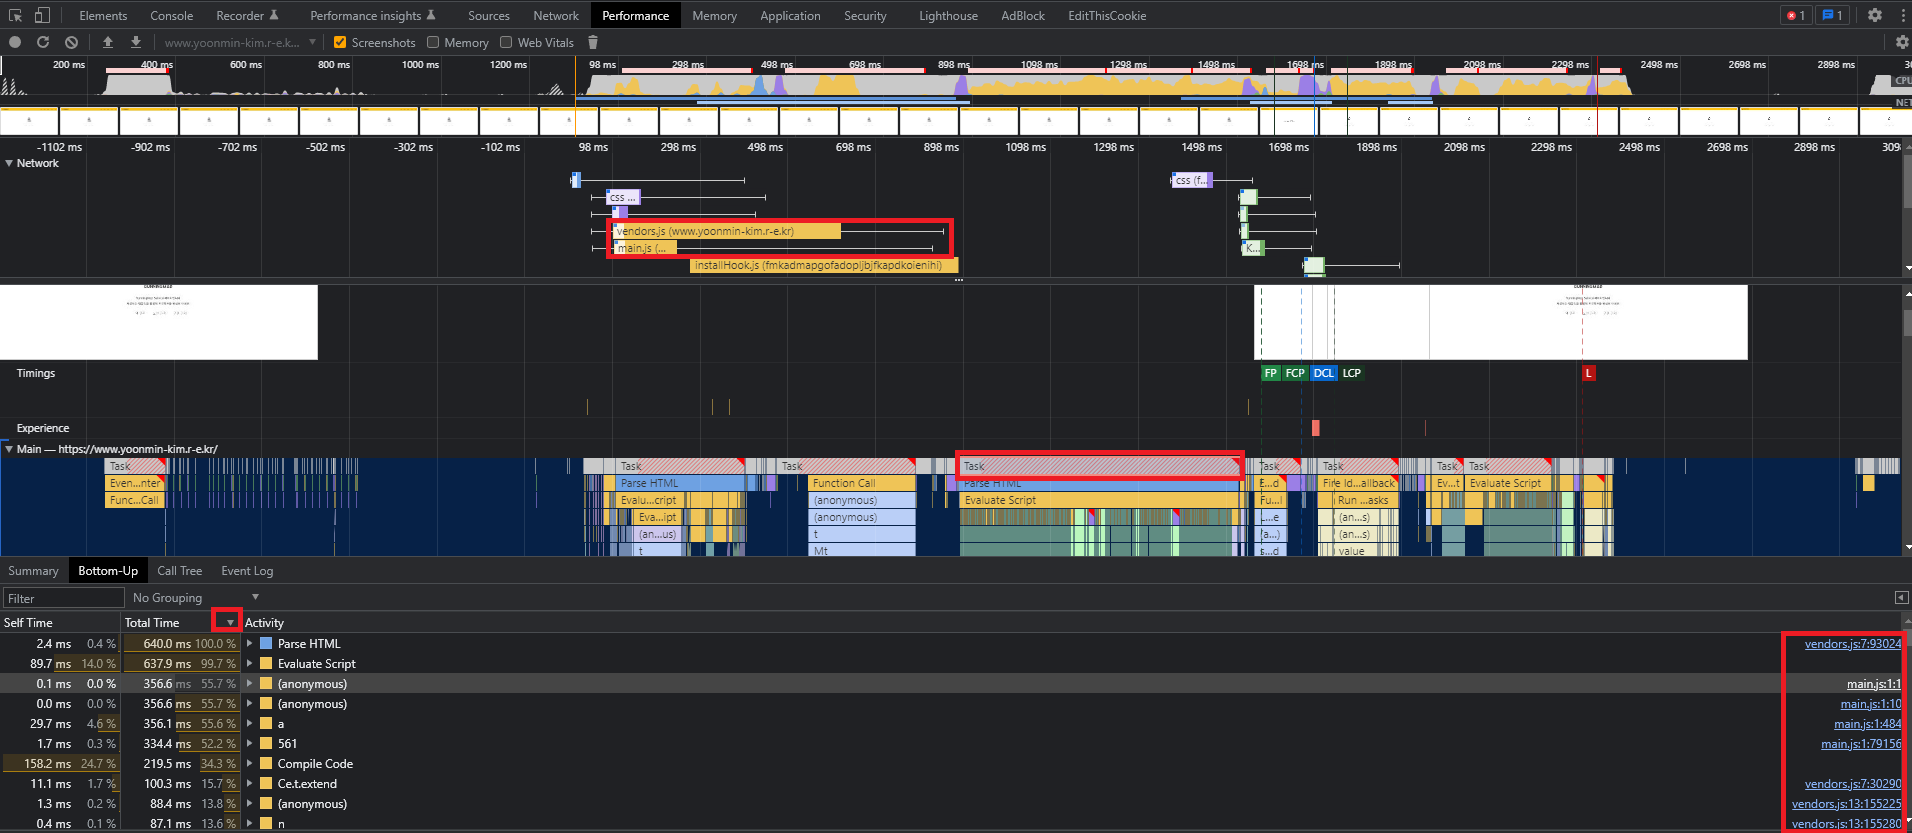 Elements Console Recorder Performance insights Sources Network Performance Memory Application Security Lighthouse AdBlock EditThisCookie 1 1
www.yoonmin-kim.r-e.k... Screenshots Memory Web Vitals
200 ms 400 ms 600 ms 800 ms 1000 ms 1200 ms 98 ms 298 ms 498 ms 698 ms 898 ms 1098 ms 1298 ms 1498 ms 1698 ms 1898 ms 2098 ms 2298 ms 2498 ms 2698 ms 2898 ms
CPU
NET
-1102 ms -902 ms -702 ms -502 ms -302 ms -102 ms 98 ms 298 ms 498 ms 698 ms 898 ms 1098 ms 1298 ms 1498 ms 1698 ms 1898 ms 2098 ms 2298 ms 2498 ms 2698 ms 2898 ms 3098
Network
css (f...
css ...
vendors.js (www.yoonmin-kim.r-e.kr)
main.js (... K...
installHook.js (fmkadmapgofadopljbjfkapdkoienihi)
...
Timings FP FCP DCL LCP L
Experience
Main — https://www.yoonmin-kim.r-e.kr/
Task Task Task Task Task Task Task Task
Even...nter Parse HTML Function Call Parse HTML E...d Fire Id...allback Ev...t Evaluate Script
Func...Call Evalu...cript (anonymous) Evaluate Script Fu...l Run ...asks
Eva...ipt (anonymous) L...e (an...s)
(an...us) t (a...) (an...s)
t Mt s...d value
Summary Bottom-Up Call Tree Event Log
Filter No Grouping
Self Time Total Time Activity
2.4 ms 0.4 % 640.0 ms 100.0 % Parse HTML vendors.js:7:93024
89.7 ms 14.0 % 637.9 ms 99.7 % Evaluate Script
0.1 ms 0.0 % 356.6 ms 55.7 % (anonymous) main.js:1:1
0.0 ms 0.0 % 356.6 ms 55.7 % (anonymous) main.js:1:10
29.7 ms 4.6 % 356.1 ms 55.6 % a main.js:1:484
1.7 ms 0.3 % 334.4 ms 52.2 % 561 main.js:1:79156
158.2 ms 24.7 % 219.5 ms 34.3 % Compile Code
11.1 ms 1.7 % 100.3 ms 15.7 % Ce.t.extend vendors.js:7:30290
1.3 ms 0.2 % 88.4 ms 13.8 % (anonymous) vendors.js:13:155225
0.4 ms 0.1 % 87.1 ms 13.6 % n vendors.js:13:155280